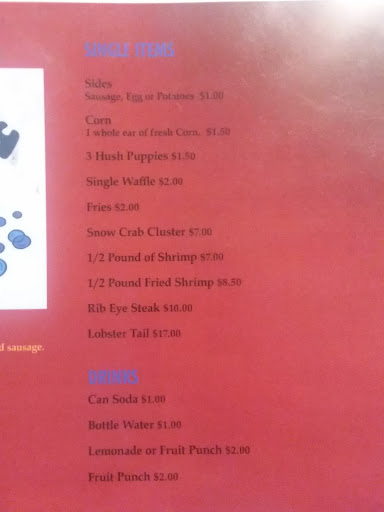 SINGLE ITEMS
Sides
Sausage, Egg or Potatoes $1.00
Corn
1 whole ear of fresh Corn, $1.50
3 Hush Puppies $1.50
Single Waffle $2.00
Fries $2.00
Snow Crab Cluster $7.00
1/2 Pound of Shrimp $7.00
1/2 Pound Fried Shrimp $8.50
Rib Eye Steak $10.00
Lobster Tail $17.00
d sausage.
DRINKS
Can Soda $1.00
Bottle Water $1.00
Lemonade or Fruit Punch $2.00
Fruit Punch $2.00